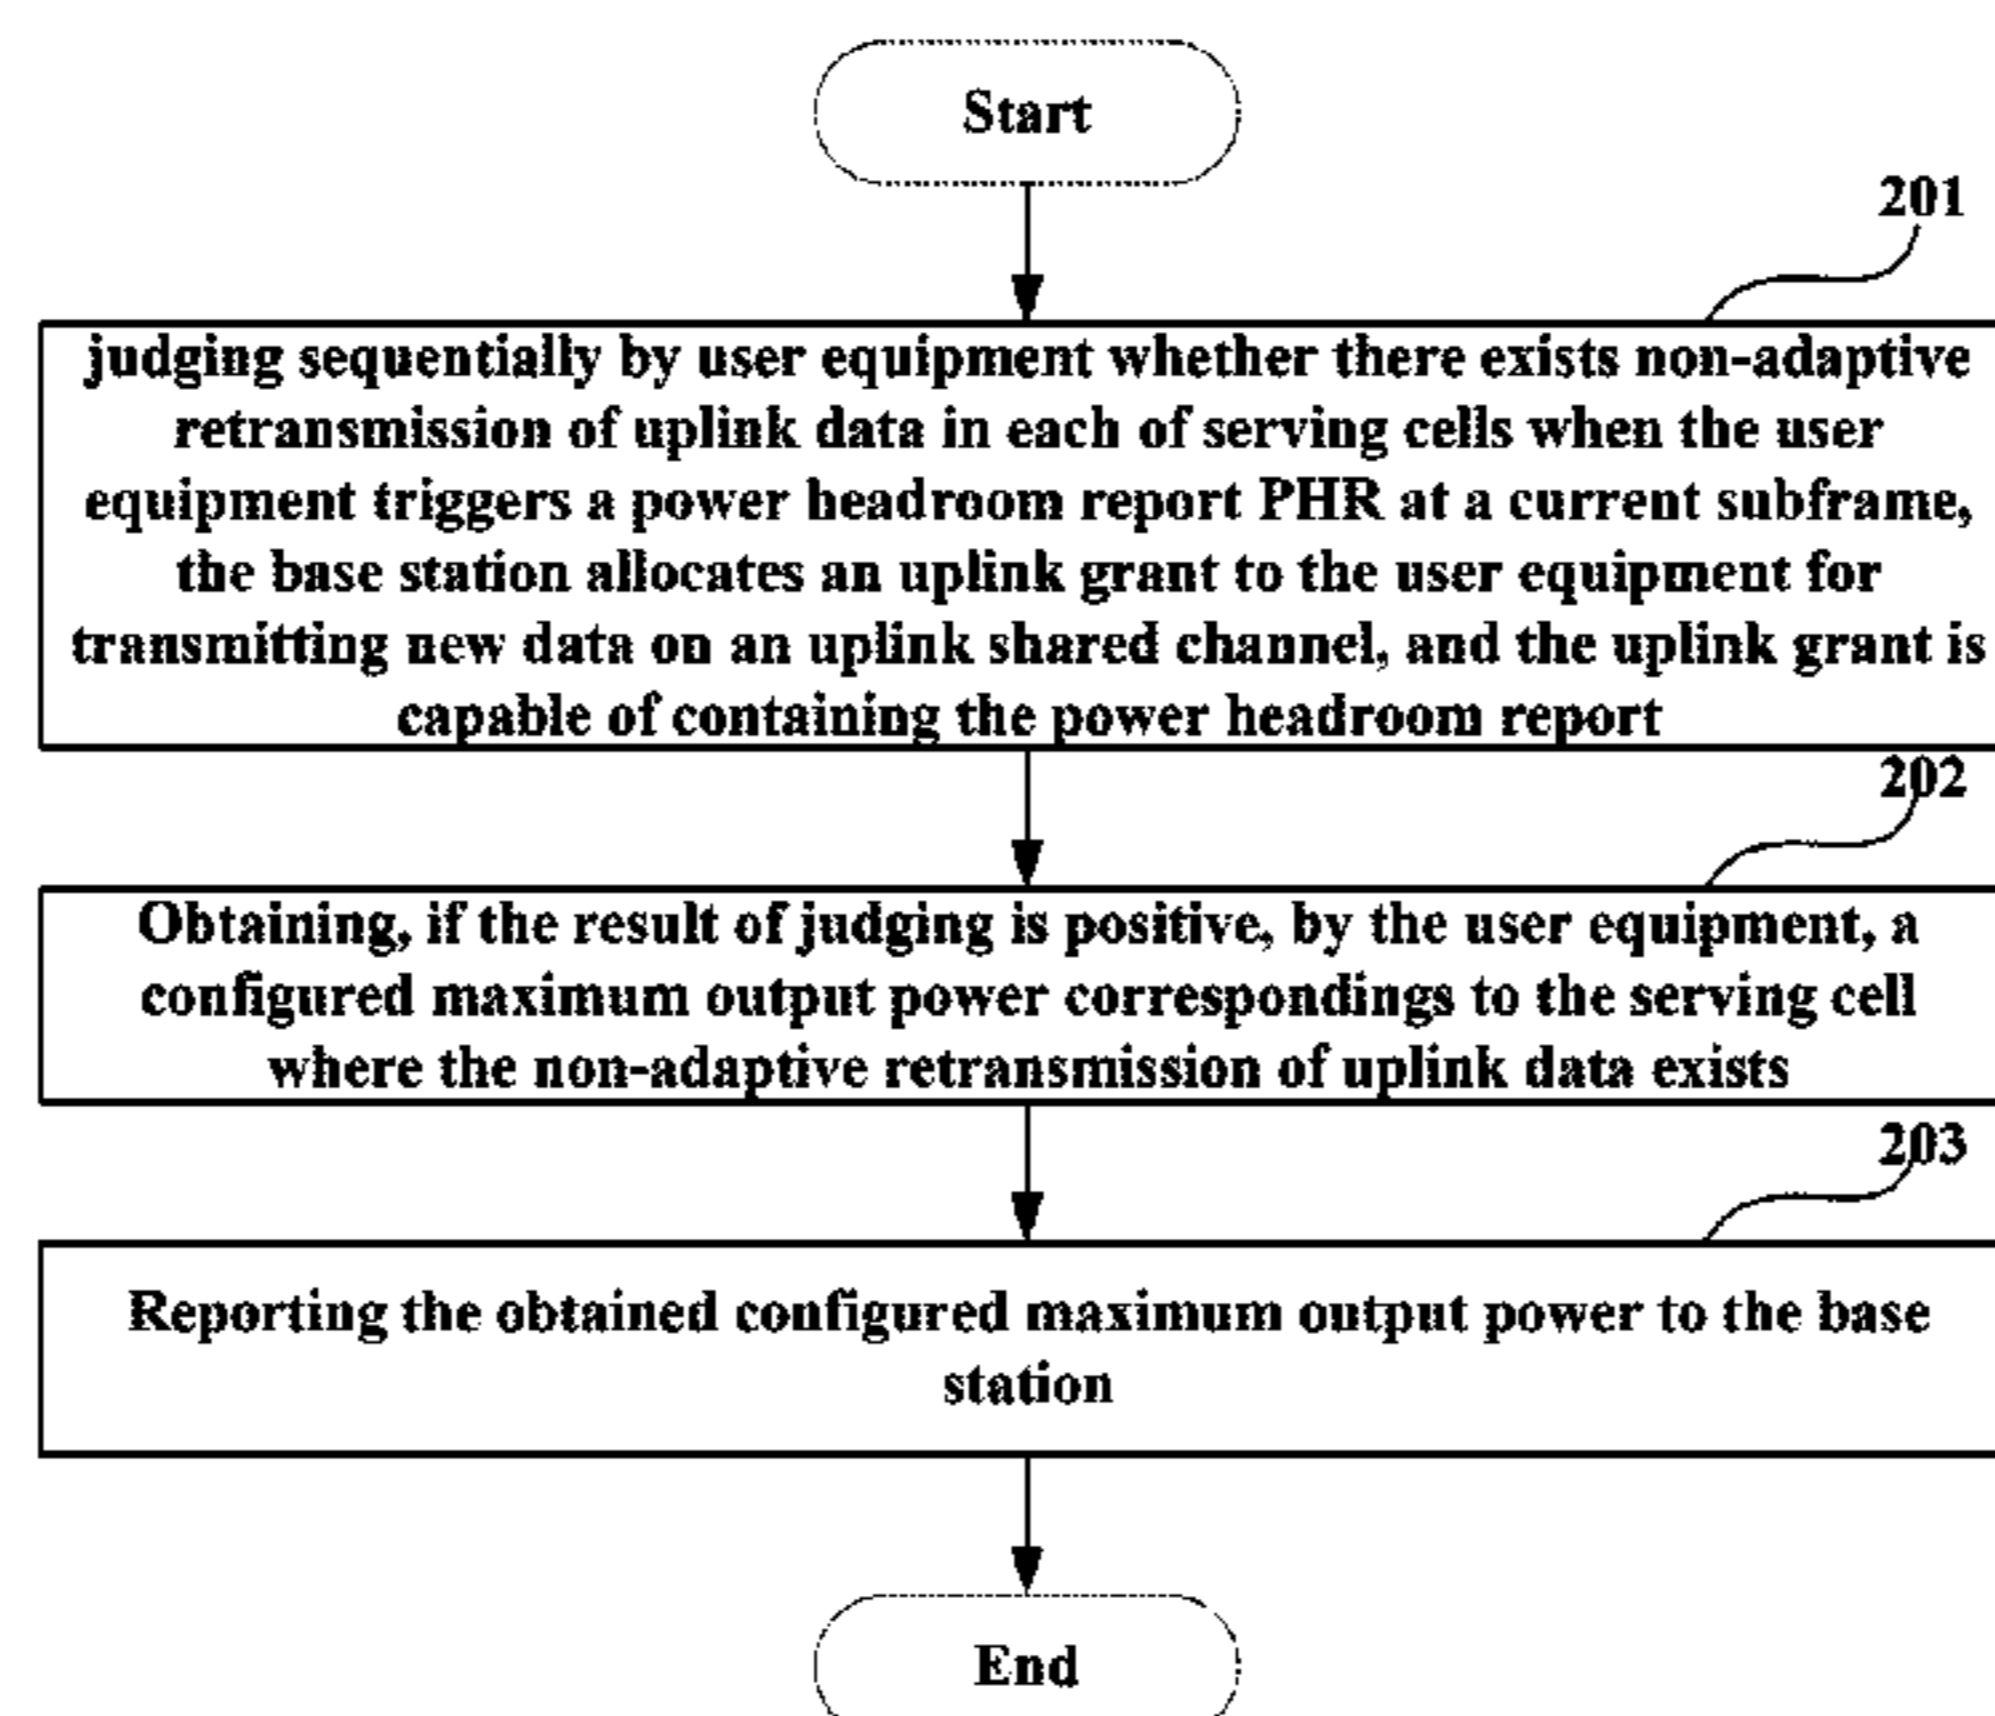 Start
201
judging sequentially by user equipment whether there exists non-adaptive
retransmission of uplink data in each of serving cells when the user
equipment triggers a power headroom report PHR at a current subframe,
the base station allocates an uplink grant to the user equipment for
transmitting new data on an uplink shared channel, and the uplink grant is
capable of containing the power headroom report
202
Obtaining, if the result of judging is positive, by the user equipment, a
configured maximum output power correspondings to the serving cell
where the non-adaptive retransmission of uplink data exists
203
Reporting the obtained configured maximum output power to the base
station
End